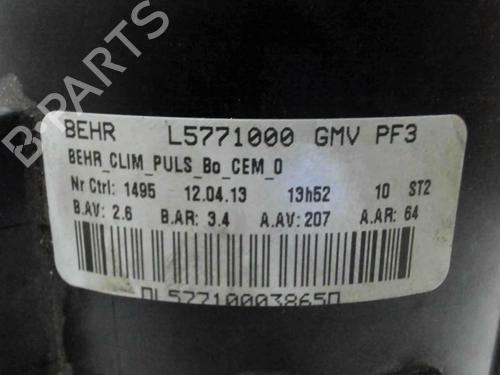 B-PARTS
BEHR L5771000 GMV PF3
BEHR_CLIM_PULS_Bo_CEM_0
Nr Ctrl: 1495 12.04.13 13h52 10 ST2
B.AV: 2.6 B.AR: 3.4 A.AV: 207 A.AR: 64